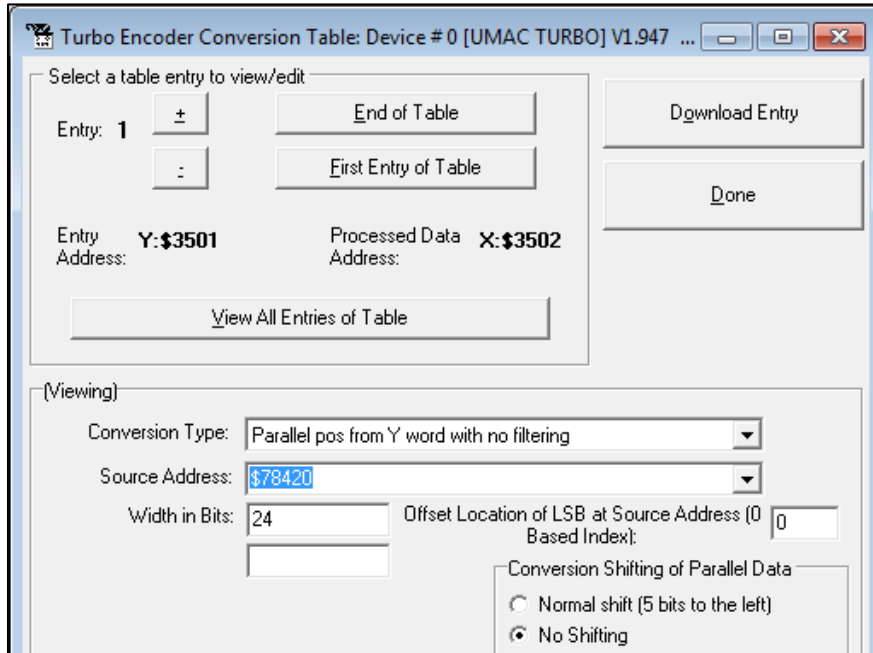 Turbo Encoder Conversion Table: Device # 0 [UMAC TURBO] V1.947 ...
Select a table entry to view/edit
Entry: 1
+
End of Table
Download Entry
-
First Entry of Table
Done
Entry Address:
Y:$3501
Processed Data Address:
X:$3502
View All Entries of Table
(Viewing)
Conversion Type: Parallel pos from Y word with no filtering
Source Address: $78420
Width in Bits: 24
Offset Location of LSB at Source Address (0
Based Index):
0
Conversion Shifting of Parallel Data
Normal shift (5 bits to the left)
No Shifting